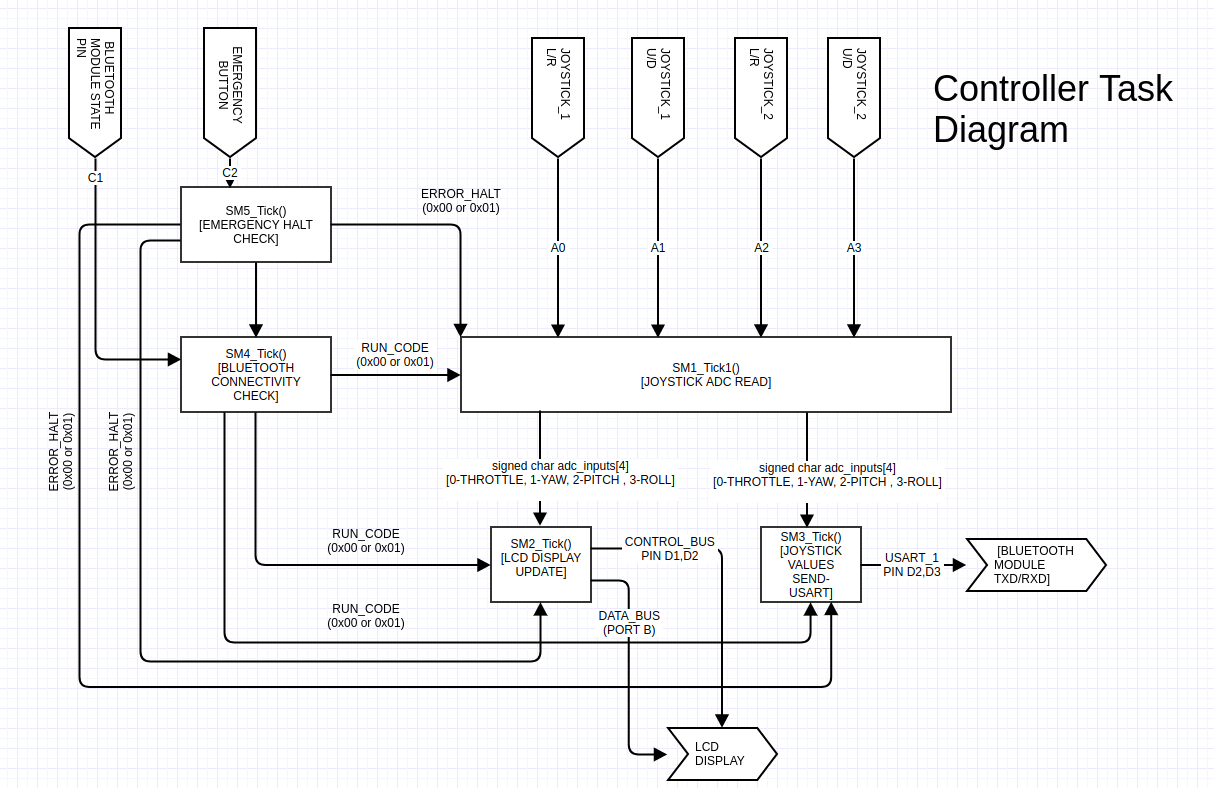 Controller Task
Diagram
BLUETOOTH
MODULE STATE
PIN
EMERGENCY
BUTTON
JOYSTICK_1
L/R
JOYSTICK_1
U/D
JOYSTICK_2
L/R
JOYSTICK_2
U/D
C1
C2
SM5_Tick()
[EMERGENCY HALT
CHECK]
ERROR_HALT
(0x00 or 0x01)
A0
A1
A2
A3
SM4_Tick()
[BLUETOOTH
CONNECTIVITY
CHECK]
RUN_CODE
(0x00 or 0x01)
SM1_Tick1()
[JOYSTICK ADC READ]
ERROR_HALT
(0x00 or 0x01)
ERROR_HALT
(0x00 or 0x01)
signed char adc_inputs[4]
[0-THROTTLE, 1-YAW, 2-PITCH , 3-ROLL]
signed char adc_inputs[4]
[0-THROTTLE, 1-YAW, 2-PITCH , 3-ROLL]
RUN_CODE
(0x00 or 0x01)
SM2_Tick()
[LCD DISPLAY
UPDATE]
CONTROL_BUS
PIN D1,D2
SM3_Tick()
[JOYSTICK
VALUES
SEND-
USART]
USART_1
PIN D2,D3
[BLUETOOTH
MODULE
TXD/RXD]
RUN_CODE
(0x00 or 0x01)
DATA_BUS
(PORT B)
LCD
DISPLAY